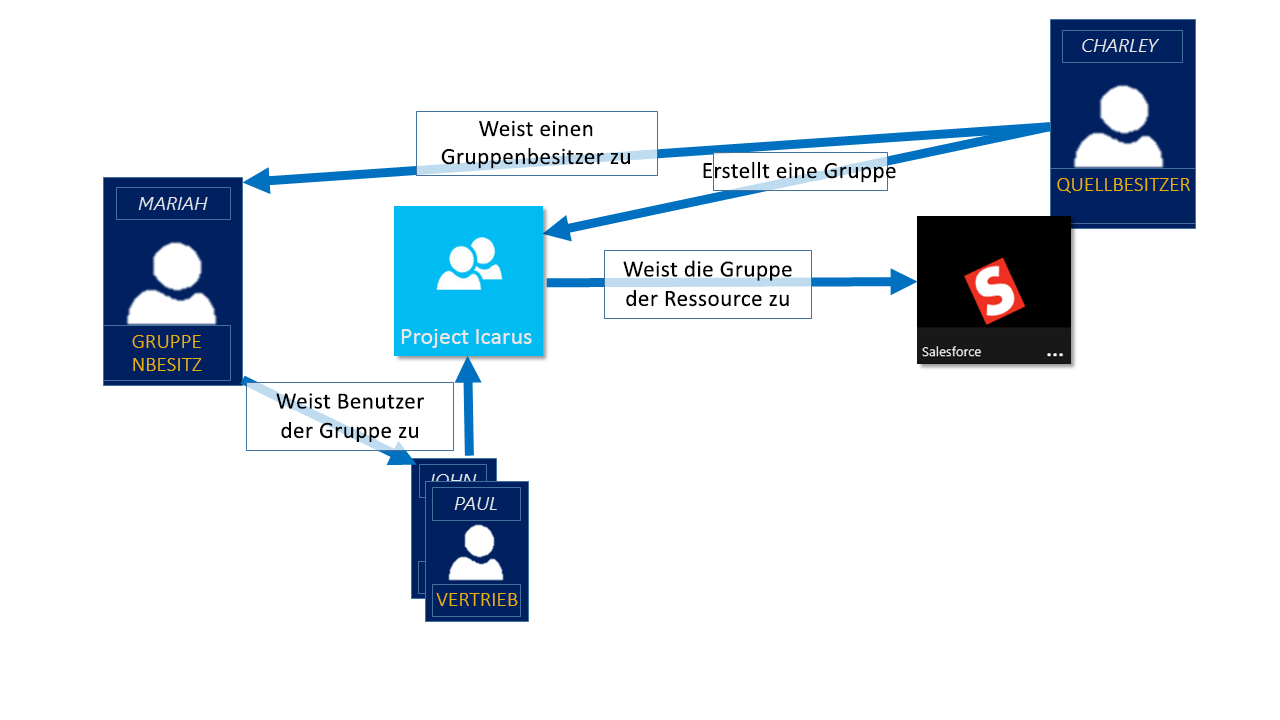 CHARLEY
QUELLBESITZER
Weist einen
Gruppenbesitzer zu
Erstellt eine Gruppe
MARIAH
GRUPPE
NBESITZ
Project Icarus
Weist die Gruppe
der Ressource zu
S
Salesforce
...
Weist Benutzer
der Gruppe zu
JOHN
PAUL
VERTRIEB